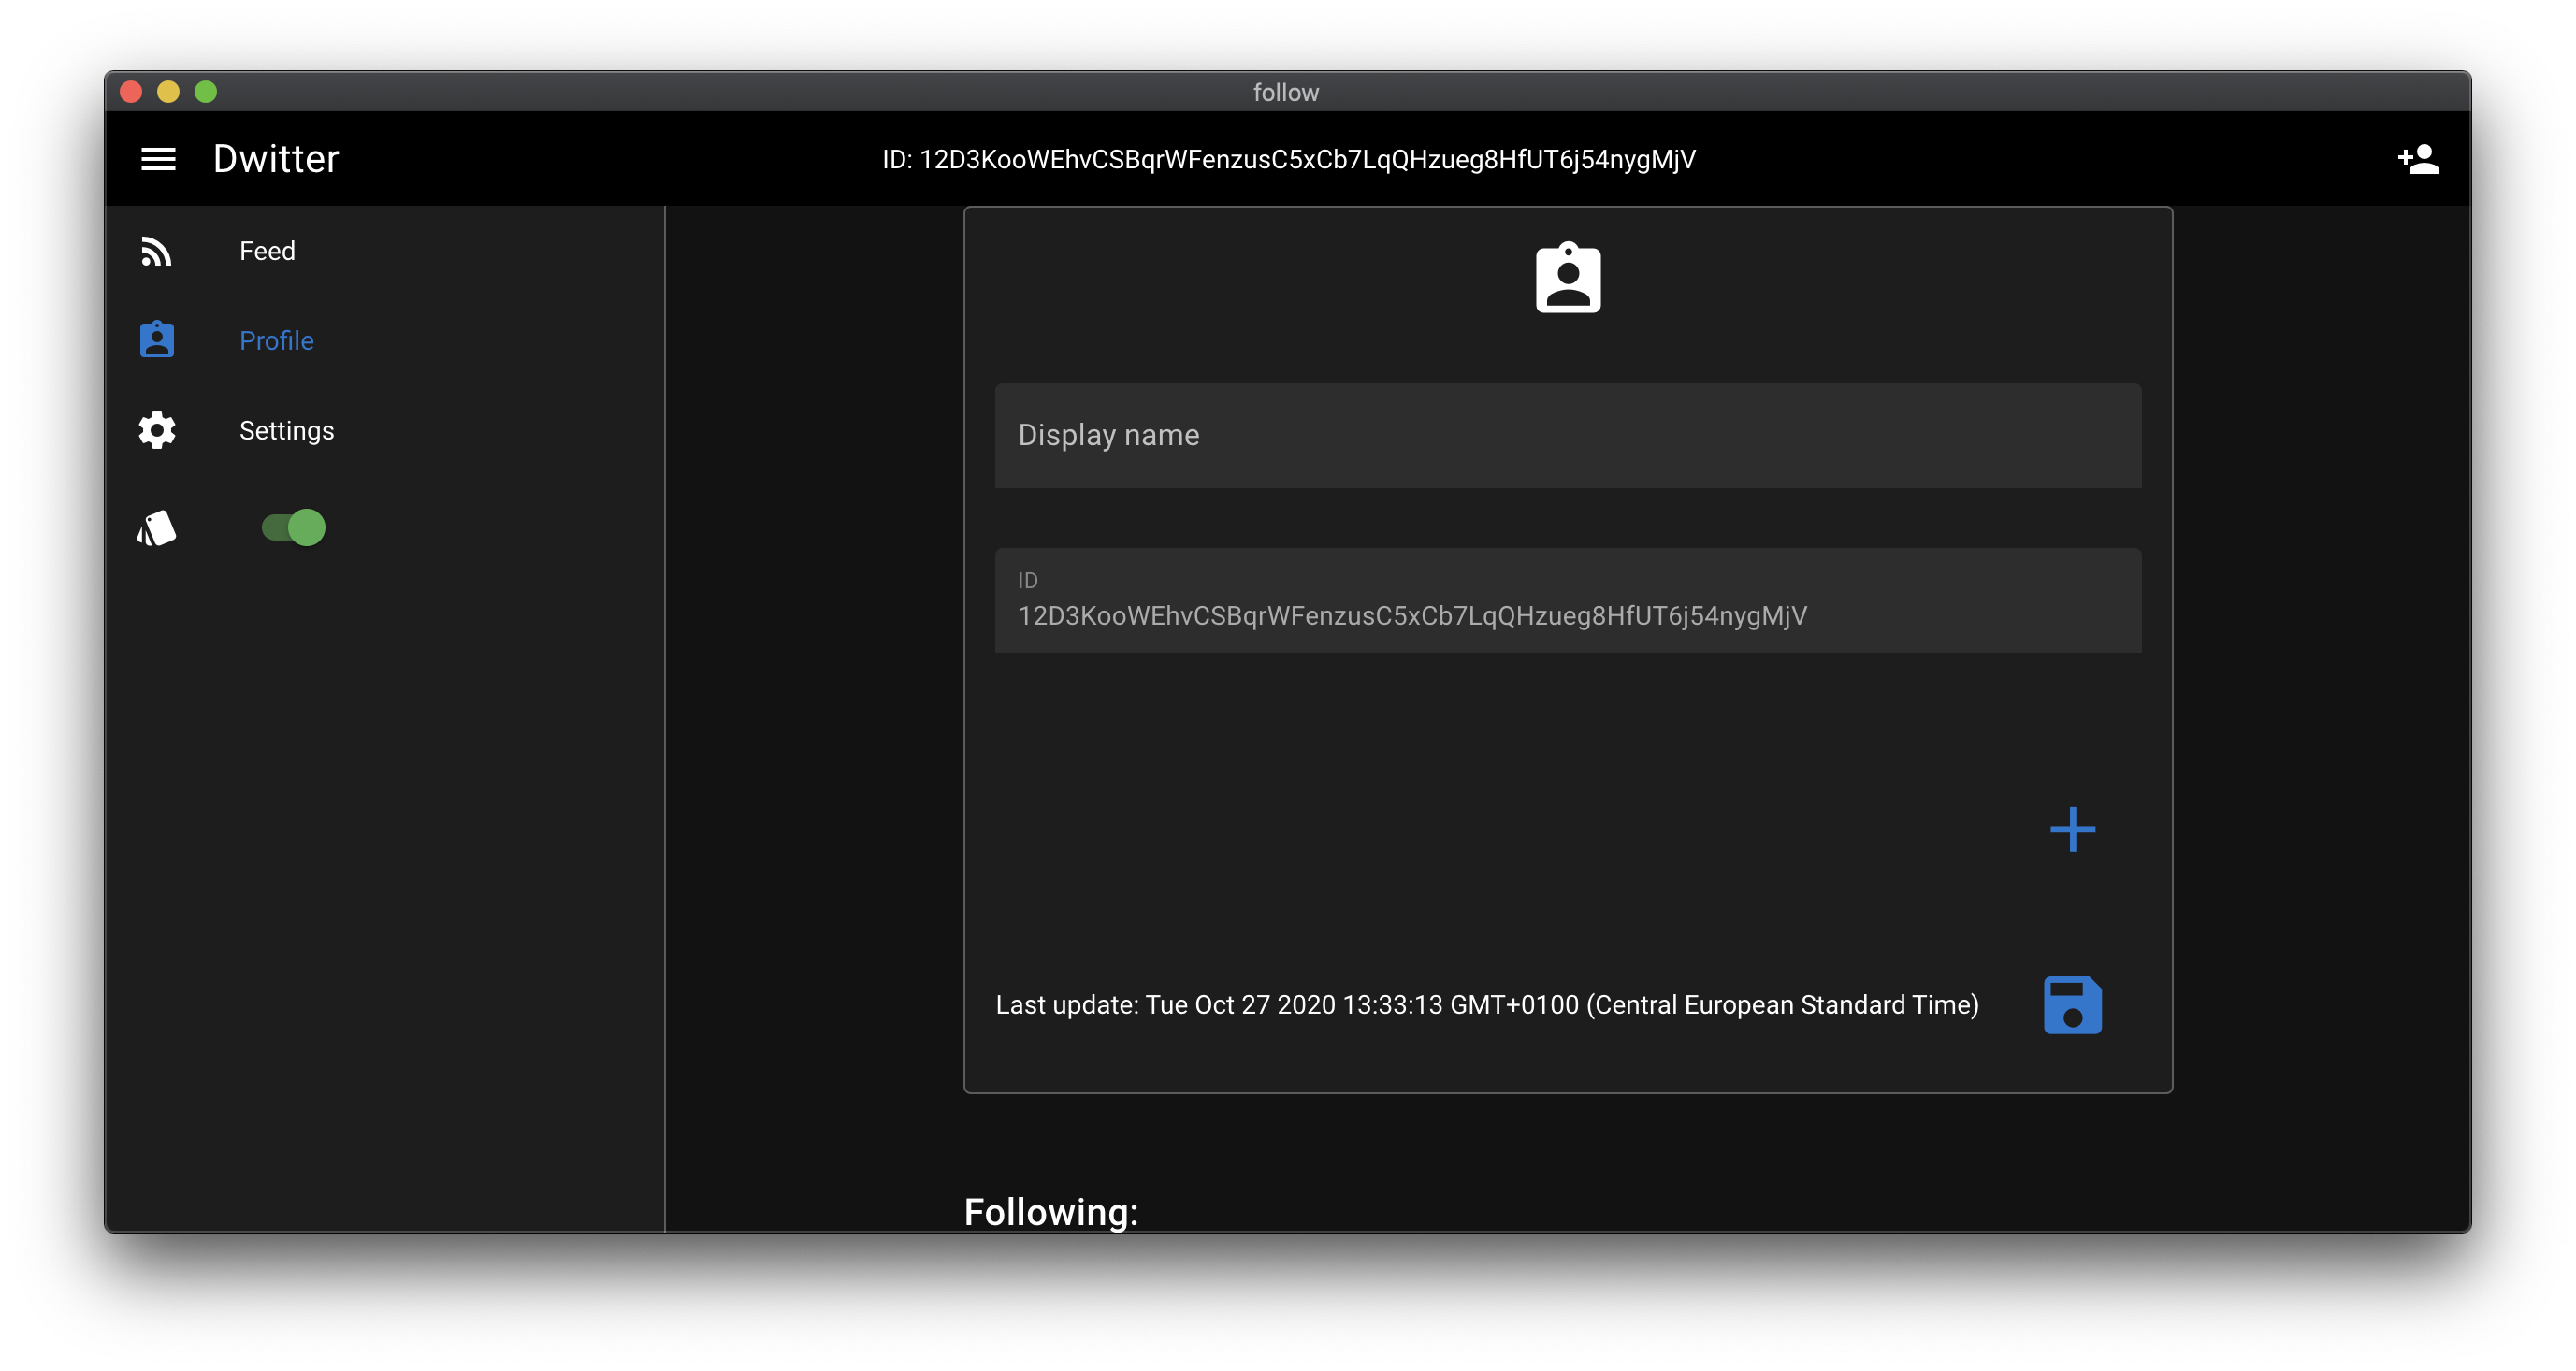 follow
Dwitter
ID: 12D3KooWEhvCSBqrWFenzusC5xCb7LqQHzueg8HfUT6j54nygMjV
Feed
Profile
Settings
Display name
ID
12D3KooWEhvCSBqrWFenzusC5xCb7LqQHzueg8HfUT6j54nygMjV
Last update: Tue Oct 27 2020 13:33:13 GMT+0100 (Central European Standard Time)
Following: